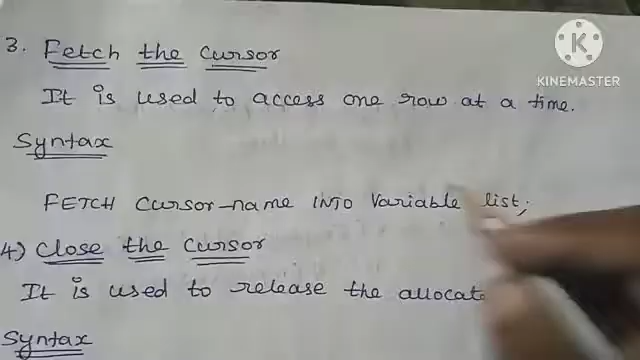 3. Fetch the Cursor
It is used to access one row at a time.
Syntax
FETCH Cursor-name INTO Variable list;
4) Close the Cursor
It is used to release the allocat
Syntax
KINEMASTER